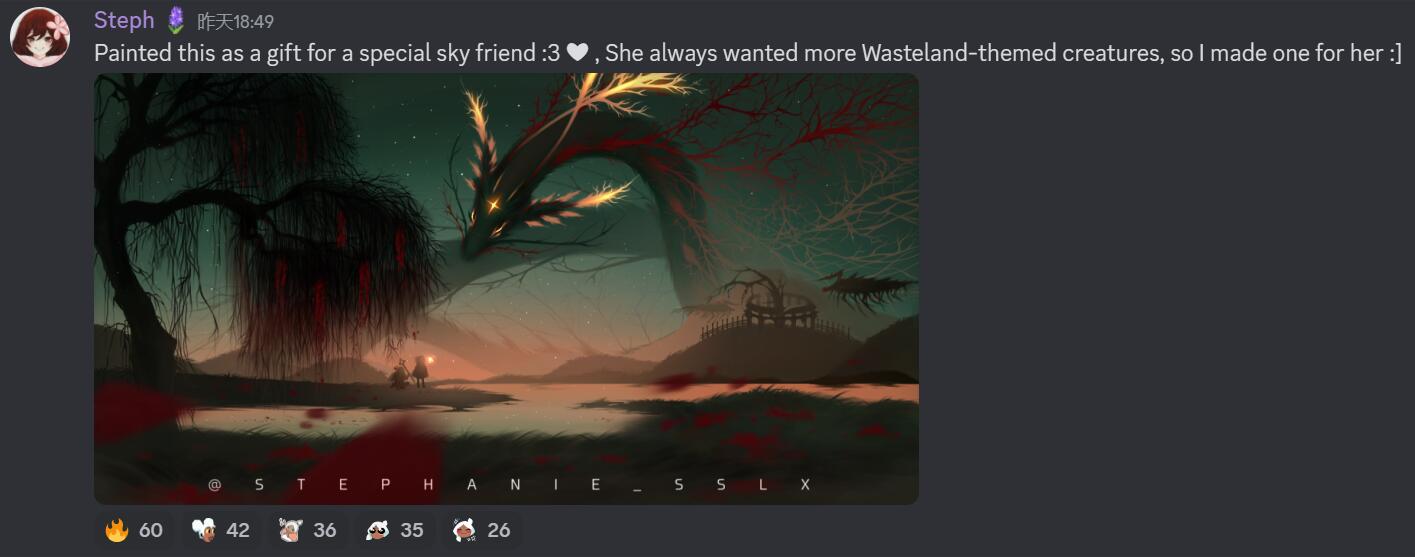 Steph 昨天18:49
Painted this as a gift for a special sky friend :3 🤍 , She always wanted more Wasteland-themed creatures, so I made one for her :]
@STEPHANIE_SSLX
60 42 36 35 26